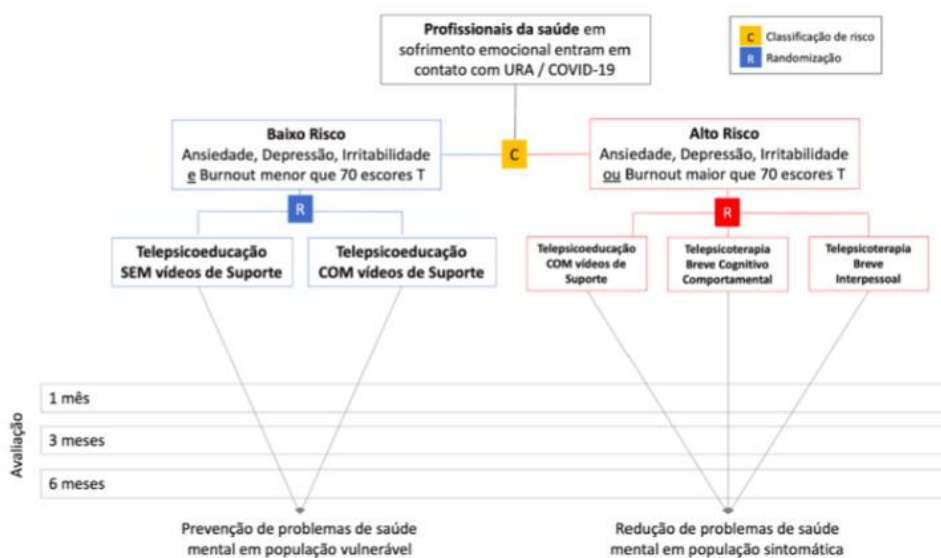 Profissionais da saúde em
sofrimento emocional entram em
contato com URA / COVID-19
C Classificação de risco
R Randomização
Baixo Risco
Ansiedade, Depressão, Irritabilidade
e Burnout menor que 70 escores T
C
Alto Risco
Ansiedade, Depressão, Irritabilidade
ou Burnout maior que 70 escores T
R
R
Telepsicoeducação
SEM vídeos de Suporte
Telepsicoeducação
COM vídeos de Suporte
Telepsicoeducação
COM vídeos de
Suporte
Telepsicoterapia
Breve Cognitivo
Comportamental
Telepsicoterapia
Breve
Interpessoal
Avaliação
1 mês
3 meses
6 meses
Prevenção de problemas de saúde
mental em população vulnerável
Redução de problemas de saúde
mental em população sintomática